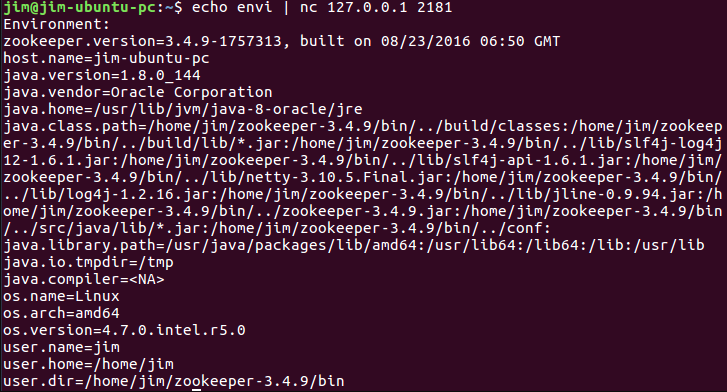 jim@jim-ubuntu-pc:~$ echo envi | nc 127.0.0.1 2181
Environment:
zookeeper.version=3.4.9-1757313, built on 08/23/2016 06:50 GMT
host.name=jim-ubuntu-pc
java.version=1.8.0_144
java.vendor=Oracle Corporation
java.home=/usr/lib/jvm/java-8-oracle/jre
java.class.path=/home/jim/zookeeper-3.4.9/bin/../build/classes:/home/jim/zookeep
er-3.4.9/bin/../build/lib/*.jar:/home/jim/zookeeper-3.4.9/bin/../lib/slf4j-log4j
12-1.6.1.jar:/home/jim/zookeeper-3.4.9/bin/../lib/slf4j-api-1.6.1.jar:/home/jim/
zookeeper-3.4.9/bin/../lib/netty-3.10.5.Final.jar:/home/jim/zookeeper-3.4.9/bin/
../lib/log4j-1.2.16.jar:/home/jim/zookeeper-3.4.9/bin/../lib/jline-0.9.94.jar:/h
ome/jim/zookeeper-3.4.9/bin/../zookeeper-3.4.9.jar:/home/jim/zookeeper-3.4.9/bin
/../src/java/lib/*.jar:/home/jim/zookeeper-3.4.9/bin/../conf:
java.library.path=/usr/java/packages/lib/amd64:/usr/lib64:/lib64:/lib:/usr/lib
java.io.tmpdir=/tmp
java.compiler=<NA>
os.name=Linux
os.arch=amd64
os.version=4.7.0.intel.r5.0
user.name=jim
user.home=/home/jim
user.dir=/home/jim/zookeeper-3.4.9/bin